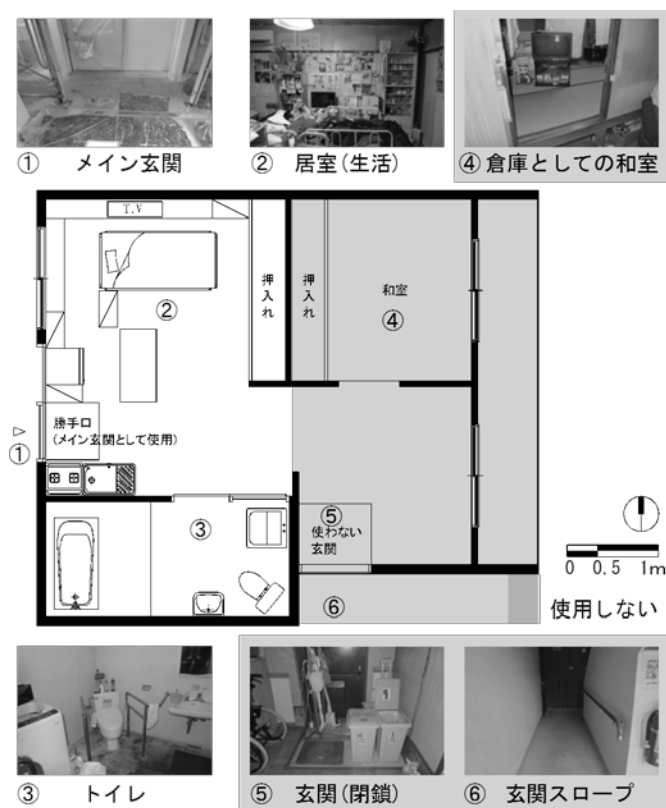 ① メイン玄関
② 居室(生活)
④ 倉庫としての和室
T.V
押入れ
押入れ
和室
②
④
勝手口
(メイン玄関として使用)
①
③
⑤
使わない
玄関
⑥
0 0.5 1m
使用しない
③ トイレ
⑤ 玄関(閉鎖)
⑥ 玄関スロープ